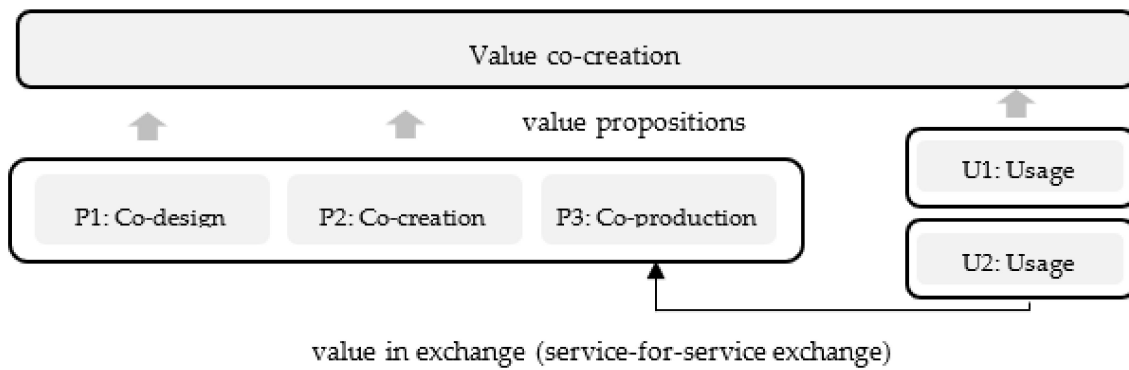 Value co-creation
value propositions
P1: Co-design
P2: Co-creation
P3: Co-production
U1: Usage
U2: Usage
value in exchange (service-for-service exchange)